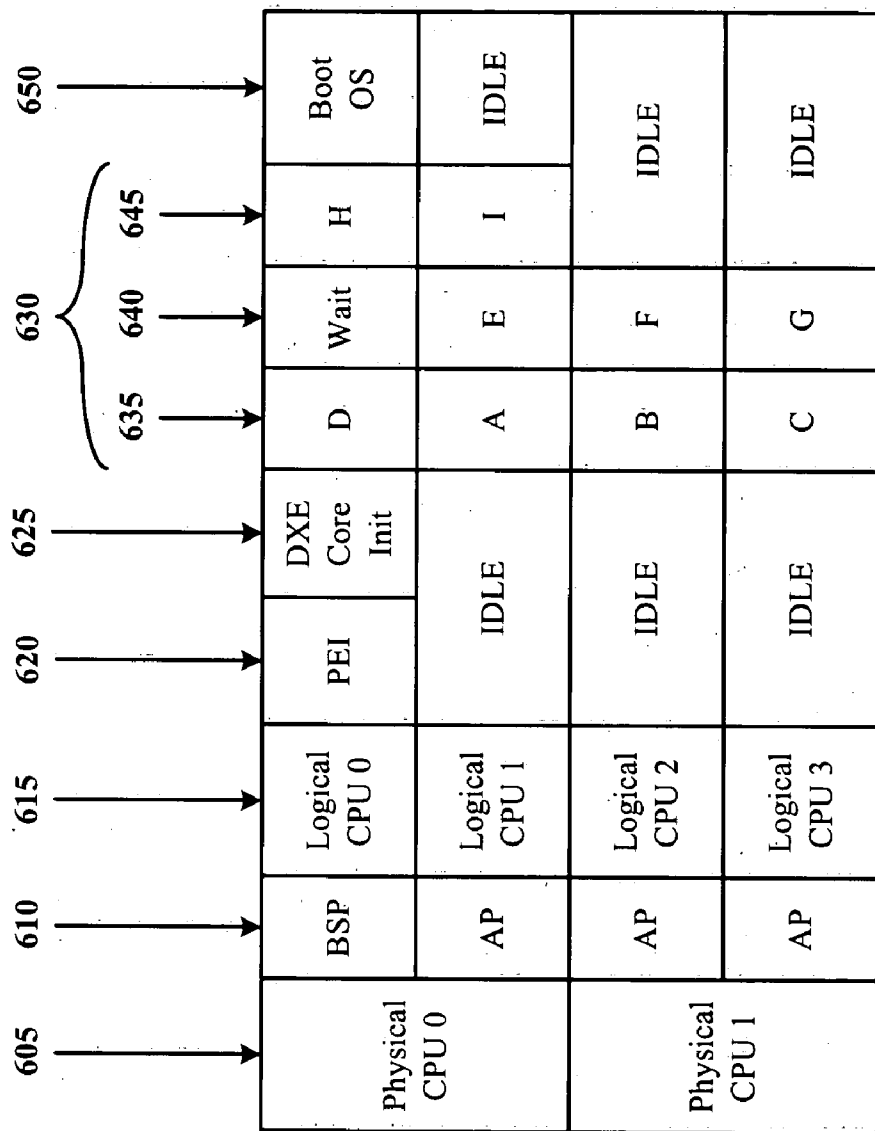 605
610
615
620
625
630
635
640
645
650
Physical
CPU 0
BSP
Logical
CPU 0
PEI
DXE
Core
Init
D
Wait
H
Boot
OS
AP
Logical
CPU 1
IDLE
A
E
I
IDLE
Physical
CPU 1
AP
Logical
CPU 2
IDLE
B
F
IDLE
AP
Logical
CPU 3
IDLE
C
G
IDLE